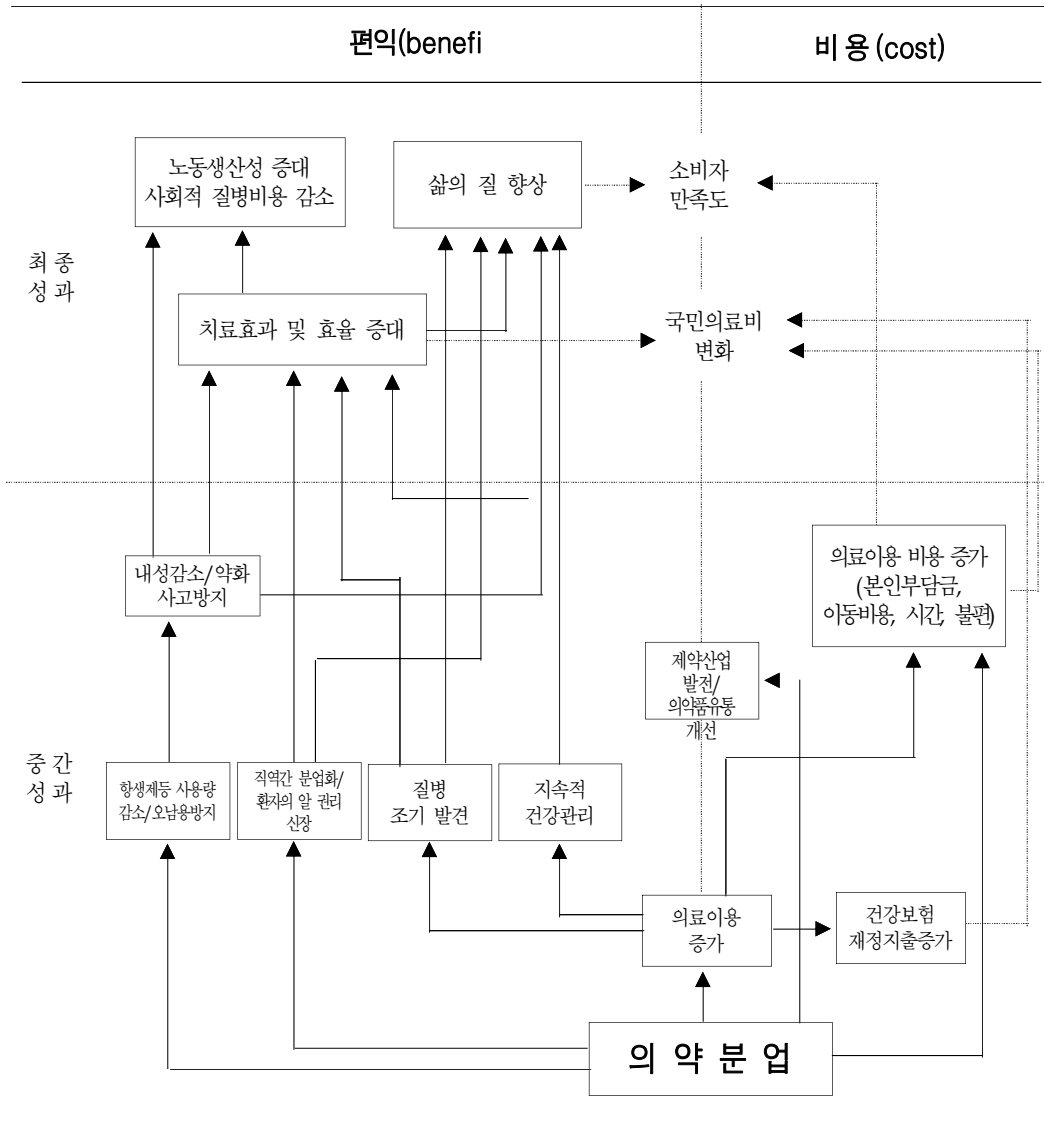 편익(benefi
비 용 (cost)
노동생산성 증대
사회적 질병비용 감소
삶의 질 향상
소비자
만족도
최 종
성 과
치료효과 및 효율 증대
국민의료비
변화
내성감소/약화
사고방지
의료이용 비용 증가
(본인부담금,
이동비용, 시간, 불편)
제약산업
발전/
의약품유통
개선
중 간
성 과
항생제등 사용량
감소/오남용방지
직역간 분업화/
환자의 알 권리
신장
질병
조기 발견
지속적
건강관리
의료이용
증가
건강보험
재정지출증가
의 약 분 업